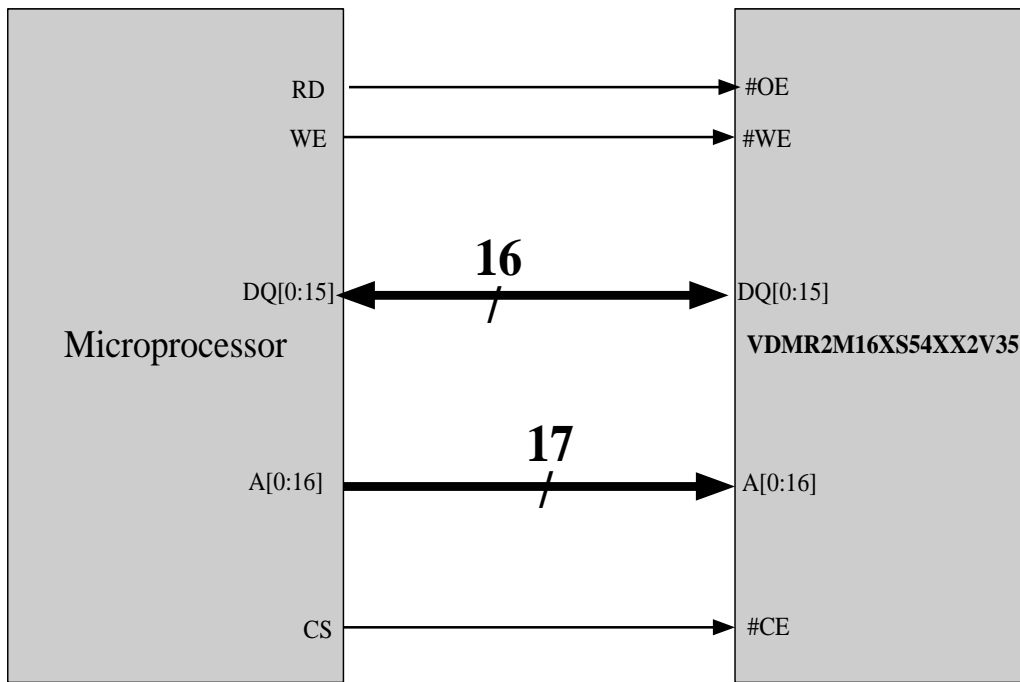 RD
#OE
WE
#WE
16
DQ[0:15]
DQ[0:15]
Microprocessor
VDMR2M16XS54XX2V35
17
A[0:16]
A[0:16]
CS
#CE